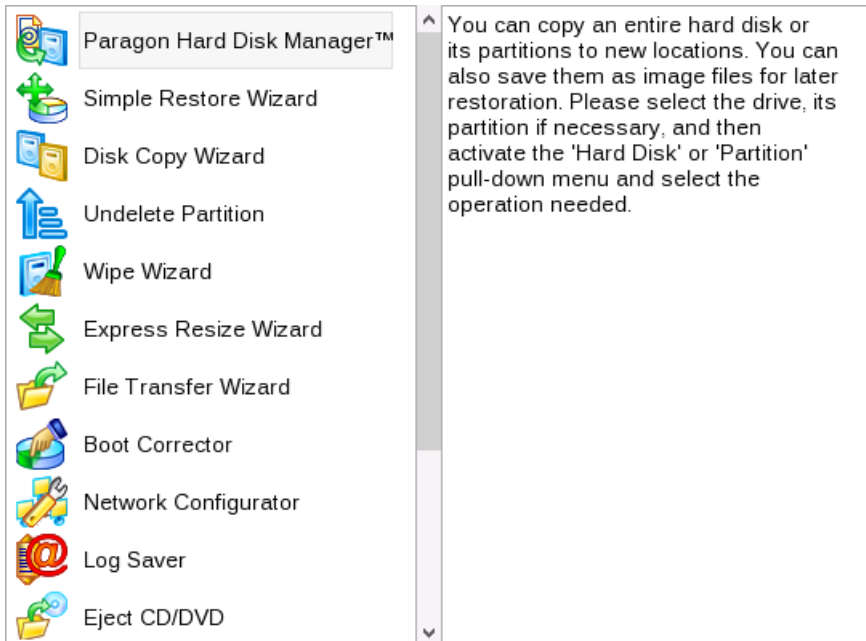 Paragon Hard Disk Manager™
Simple Restore Wizard
Disk Copy Wizard
Undelete Partition
Wipe Wizard
Express Resize Wizard
File Transfer Wizard
Boot Corrector
Network Configurator
Log Saver
Eject CD/DVD
You can copy an entire hard disk or
its partitions to new locations. You can
also save them as image files for later
restoration. Please select the drive, its
partition if necessary, and then
activate the 'Hard Disk' or 'Partition'
pull-down menu and select the
operation needed.